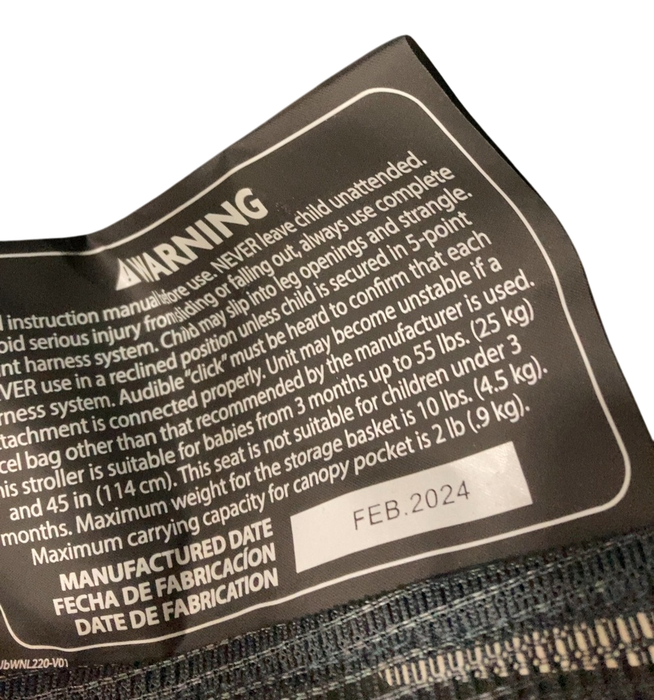 WARNING
instruction manual before use. NEVER leave child unattended.
oid serious injury from sliding or falling out, always use complete
nt harness system. Child may slip into leg openings and strangle.
VER use in a reclined position unless child is secured in 5-point
rness system. Audible "click" must be heard to confirm that each
tachment is connected properly. Unit may become unstable if a
cel bag other than that recommended by the manufacturer is used.
his stroller is suitable for babies from 3 months up to 55 lbs. (25 kg)
and 45 in (114 cm). This seat is not suitable for children under 3
months. Maximum weight for the storage basket is 10 lbs. (4.5 kg).
Maximum carrying capacity for canopy pocket is 2 lb (.9 kg).
MANUFACTURED DATE
FECHA DE FABRICACÍON
DATE DE FABRICATION
FEB.2024
JbWNL220-V01